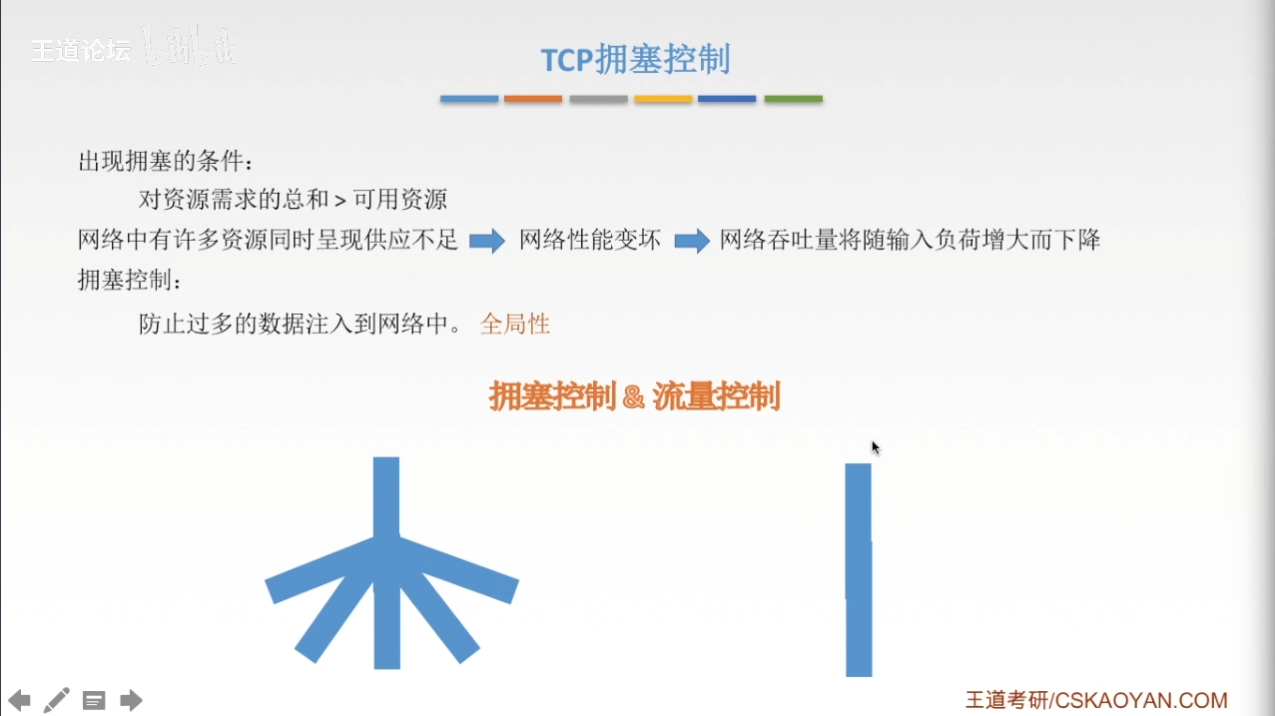 王道论坛 bilibili
TCP拥塞控制
出现拥塞的条件：
对资源需求的总和 > 可用资源
网络中有许多资源同时呈现供应不足 网络性能变坏 网络吞吐量将随输入负荷增大而下降
拥塞控制：
防止过多的数据注入到网络中。 全局性
拥塞控制 & 流量控制
王道考研/CSKAOYAN.COM